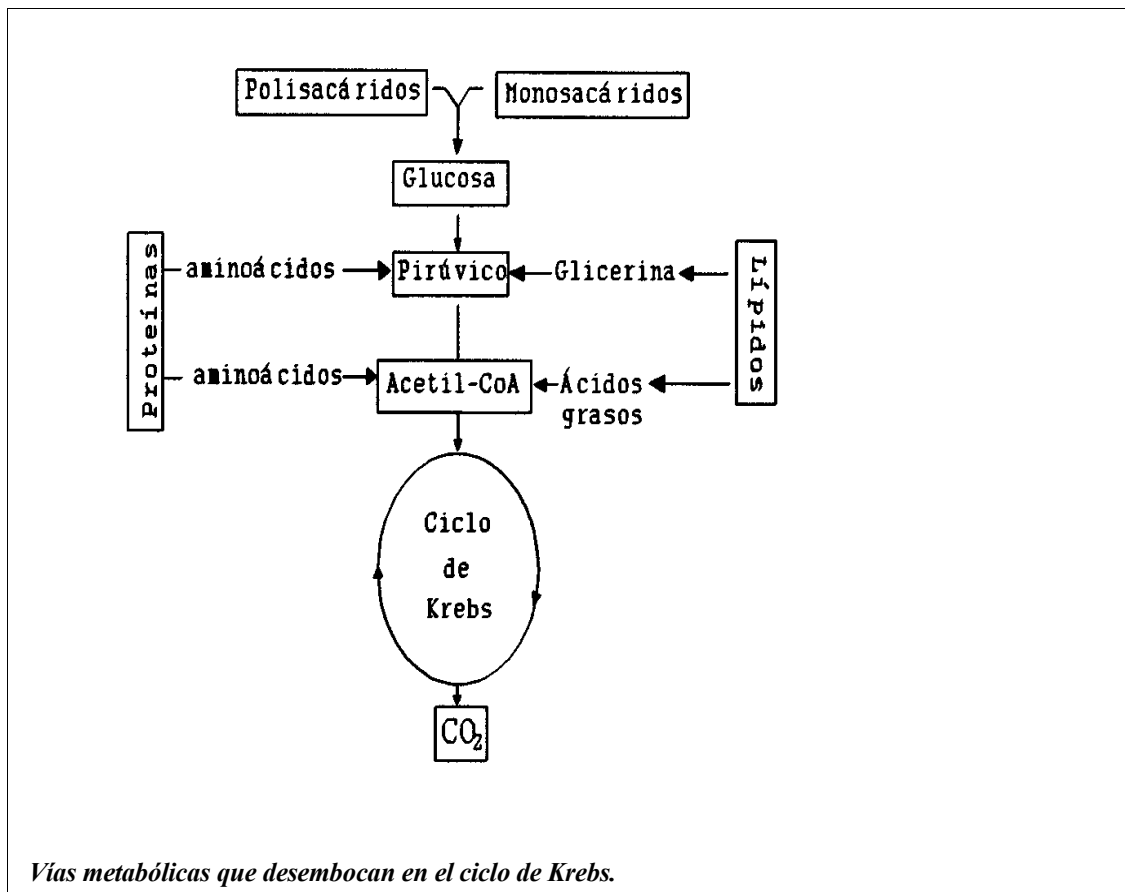 Polisacáridos
Monosacáridos
Glucosa
Proteínas
aminoácidos
Pirúvico
Glicerina
Lípidos
aminoácidos
Acetil-CoA
Ácidos
grasos
Ciclo
de
Krebs
CO₂
Vías metabólicas que desembocan en el ciclo de Krebs.